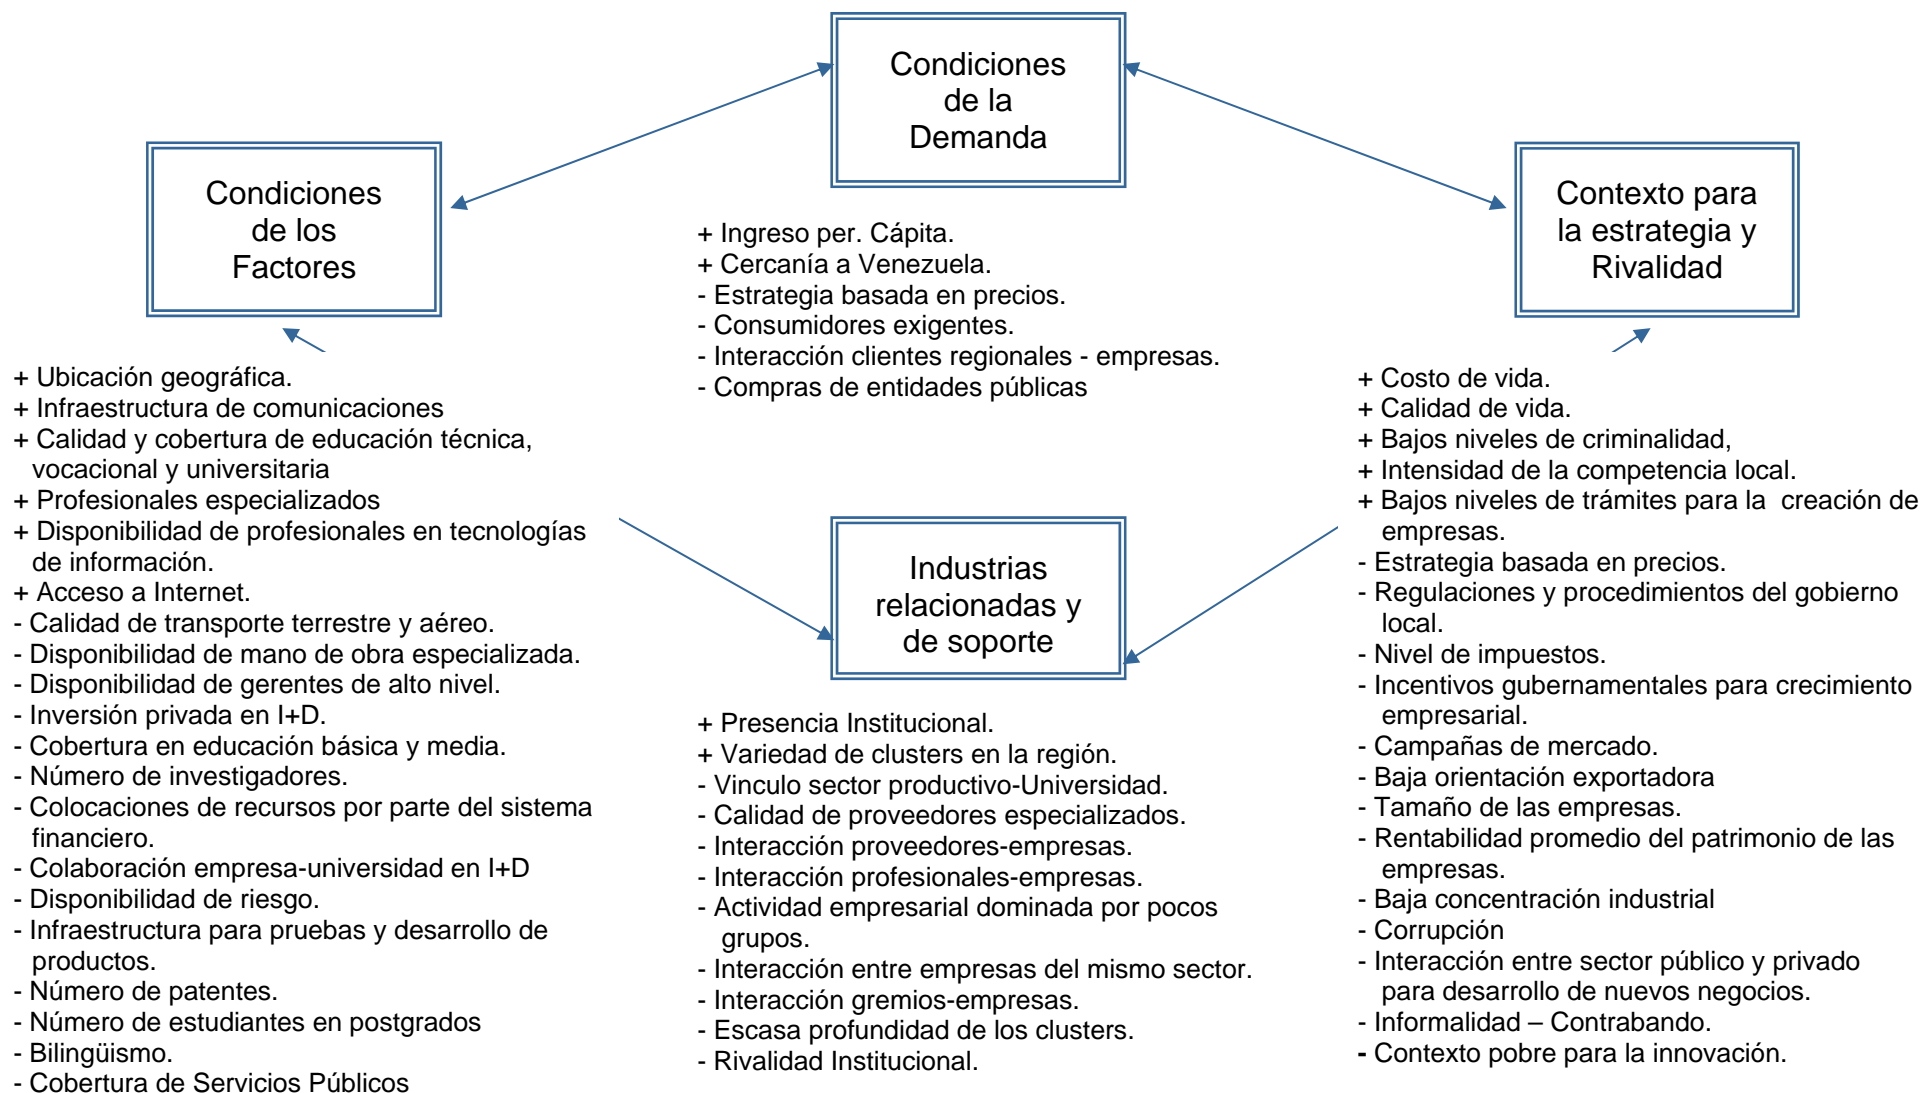 Condiciones
de la
Demanda
Condiciones
de los
Factores
Contexto para
la estrategia y
Rivalidad
+ Ingreso per. Cápita.
+ Cercanía a Venezuela.
- Estrategia basada en precios.
- Consumidores exigentes.
- Interacción clientes regionales - empresas.
- Compras de entidades públicas
+ Ubicación geográfica.
+ Infraestructura de comunicaciones
+ Calidad y cobertura de educación técnica,
vocacional y universitaria
+ Profesionales especializados
+ Disponibilidad de profesionales en tecnologías
de información.
+ Acceso a Internet.
- Calidad de transporte terrestre y aéreo.
- Disponibilidad de mano de obra especializada.
- Disponibilidad de gerentes de alto nivel.
- Inversión privada en I+D.
- Cobertura en educación básica y media.
- Número de investigadores.
- Colocaciones de recursos por parte del sistema
financiero.
- Colaboración empresa-universidad en I+D
- Disponibilidad de riesgo.
- Infraestructura para pruebas y desarrollo de
productos.
- Número de patentes.
- Número de estudiantes en postgrados
- Bilingüismo.
- Cobertura de Servicios Públicos
Industrias
relacionadas y
de soporte
+ Presencia Institucional.
+ Variedad de clusters en la región.
- Vinculo sector productivo-Universidad.
- Calidad de proveedores especializados.
- Interacción proveedores-empresas.
- Interacción profesionales-empresas.
- Actividad empresarial dominada por pocos
grupos.
- Interacción entre empresas del mismo sector.
- Interacción gremios-empresas.
- Escasa profundidad de los clusters.
- Rivalidad Institucional.
+ Costo de vida.
+ Calidad de vida.
+ Bajos niveles de criminalidad,
+ Intensidad de la competencia local.
+ Bajos niveles de trámites para la creación de
empresas.
- Estrategia basada en precios.
- Regulaciones y procedimientos del gobierno
local.
- Nivel de impuestos.
- Incentivos gubernamentales para crecimiento
empresarial.
- Campañas de mercado.
- Baja orientación exportadora
- Tamaño de las empresas.
- Rentabilidad promedio del patrimonio de las
empresas.
- Baja concentración industrial
- Corrupción
- Interacción entre sector público y privado
para desarrollo de nuevos negocios.
- Informalidad – Contrabando.
- Contexto pobre para la innovación.